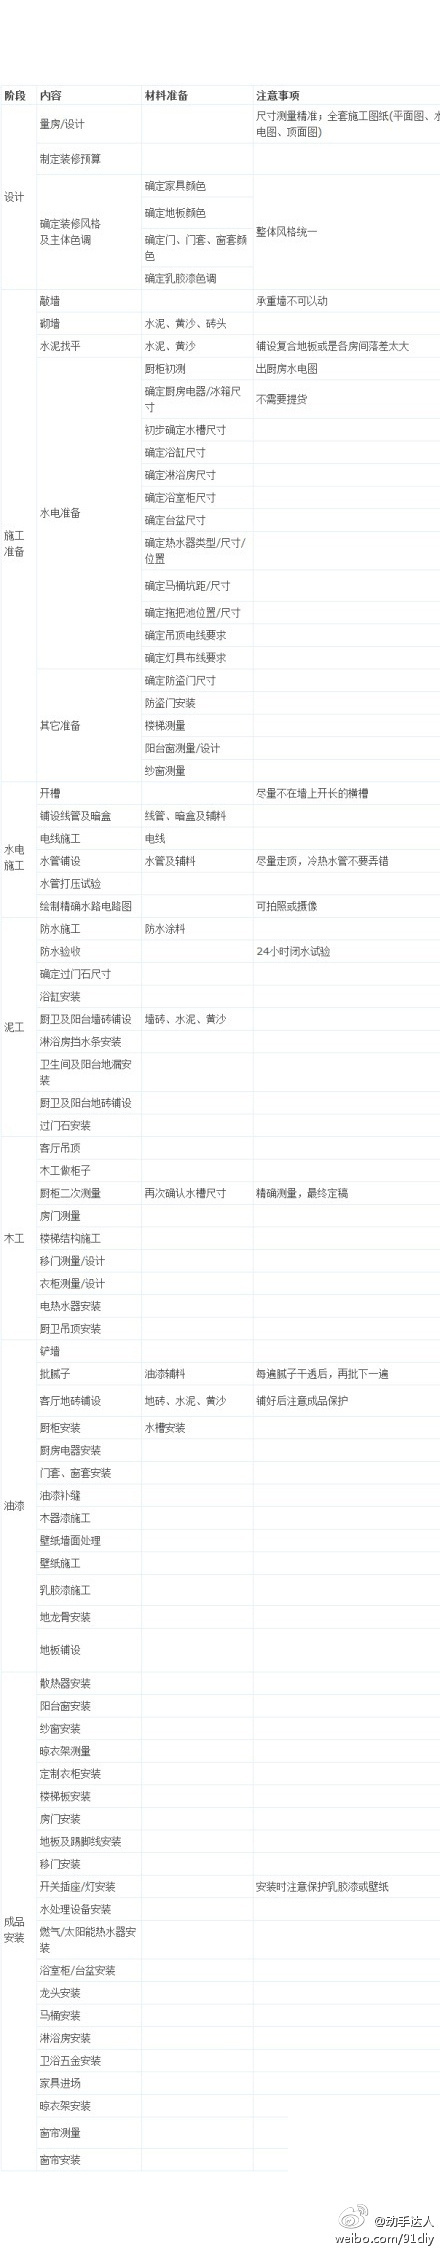 阶段 内容 材料准备 注意事项
设计
量房/设计 尺寸测量精准；全套施工图纸(平面图、水
电图、顶面图)
制定装修预算
确定装修风格
及主体色调
确定家具颜色
确定地板颜色
确定门、门套、窗套颜
色
确定乳胶漆色调
整体风格统一
施工
准备
敲墙 承重墙不可以动
砌墙 水泥、黄沙、砖头
水泥找平 水泥、黄沙 铺设复合地板或是各房间落差太大
水电准备
厨柜初测 出厨房水电图
确定厨房电器/冰箱尺
寸
不需要提货
初步确定水槽尺寸
确定浴缸尺寸
确定淋浴房尺寸
确定浴室柜尺寸
确定台盆尺寸
确定热水器类型/尺寸/
位置
确定马桶坑距/尺寸
确定拖把池位置/尺寸
确定吊顶电线要求
确定灯具布线要求
其它准备
确定防盗门尺寸
防盗门安装
楼梯测量
阳台窗测量/设计
纱窗测量
水电
施工
开槽 尽量不在墙上开长的横槽
铺设线管及暗盒 线管、暗盒及辅料
电线施工 电线
水管铺设 水管及辅料 尽量走顶，冷热水管不要弄错
水管打压试验
绘制精确水路电路图 可拍照或摄像
泥工
防水施工 防水涂料
防水验收 24小时闭水试验
确定过门石尺寸
浴缸安装
厨卫及阳台墙砖铺设 墙砖、水泥、黄沙
淋浴房挡水条安装
卫生间及阳台地漏安
装
厨卫及阳台地砖铺设
过门石安装
木工
客厅吊顶
木工做柜子
厨柜二次测量 再次确认水槽尺寸 精确测量，最终定稿
房门测量
楼梯结构施工
移门测量/设计
衣柜测量/设计
电热水器安装
厨卫吊顶安装
油漆
铲墙
批腻子 油漆辅料 每遍腻子干透后，再批下一遍
客厅地砖铺设 地砖、水泥、黄沙 铺好后注意成品保护
厨柜安装 水槽安装
厨房电器安装
门套、窗套安装
油漆补缝
木器漆施工
壁纸墙面处理
壁纸施工
乳胶漆施工
地龙骨安装
地板铺设
成品
安装
散热器安装
阳台窗安装
纱窗安装
晾衣架测量
定制衣柜安装
楼梯板安装
房门安装
地板及踢脚线安装
移门安装
开关插座/灯安装 安装时注意保护乳胶漆或壁纸
水处理设备安装
燃气/太阳能热水器安
装
浴室柜/台盆安装
龙头安装
马桶安装
淋浴房安装
卫浴五金安装
家具进场
晾衣架安装
窗帘测量
窗帘安装
@动手达人
weibo.com/91diy